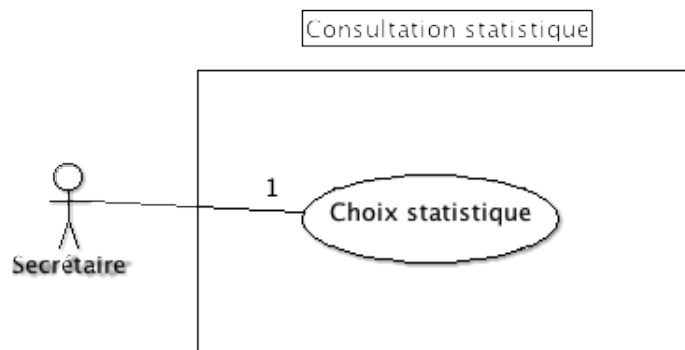 Consultation statistique
1
Choix statistique
Secrétaire